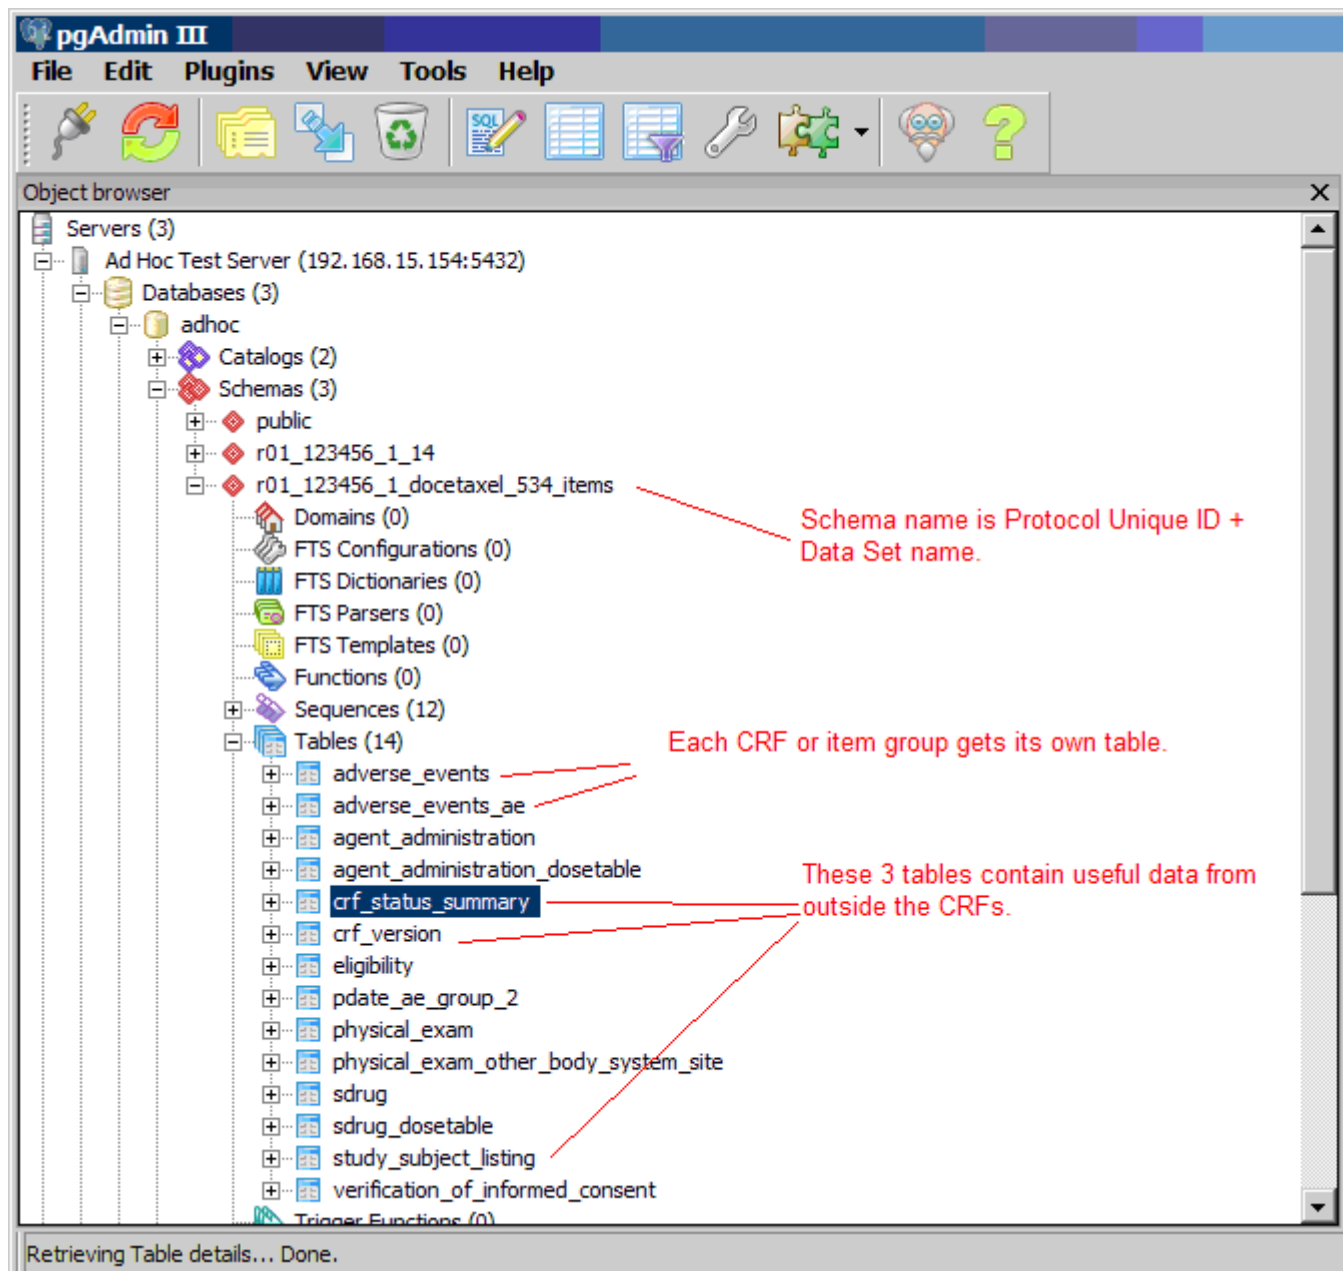 pgAdmin III
File Edit Plugins View Tools Help
SQL
Object browser
Servers (3)
Ad Hoc Test Server (192.168.15.154:5432)
Databases (3)
adhoc
Catalogs (2)
Schemas (3)
public
r01_123456_1_14
r01_123456_1_docetaxel_534_items
Domains (0)
Schema name is Protocol Unique ID +
Data Set name.
FTS Configurations (0)
FTS Dictionaries (0)
FTS Parsers (0)
FTS Templates (0)
Functions (0)
Sequences (12)
Tables (14)
Each CRF or item group gets its own table.
adverse_events
adverse_events_ae
agent_administration
agent_administration_dosetable
These 3 tables contain useful data from
outside the CRFs.
crf_status_summary
crf_version
eligibility
pdate_ae_group_2
physical_exam
physical_exam_other_body_system_site
sdrug
sdrug_dosetable
study_subject_listing
verification_of_informed_consent
Trigger Functions (0)
Retrieving Table details... Done.